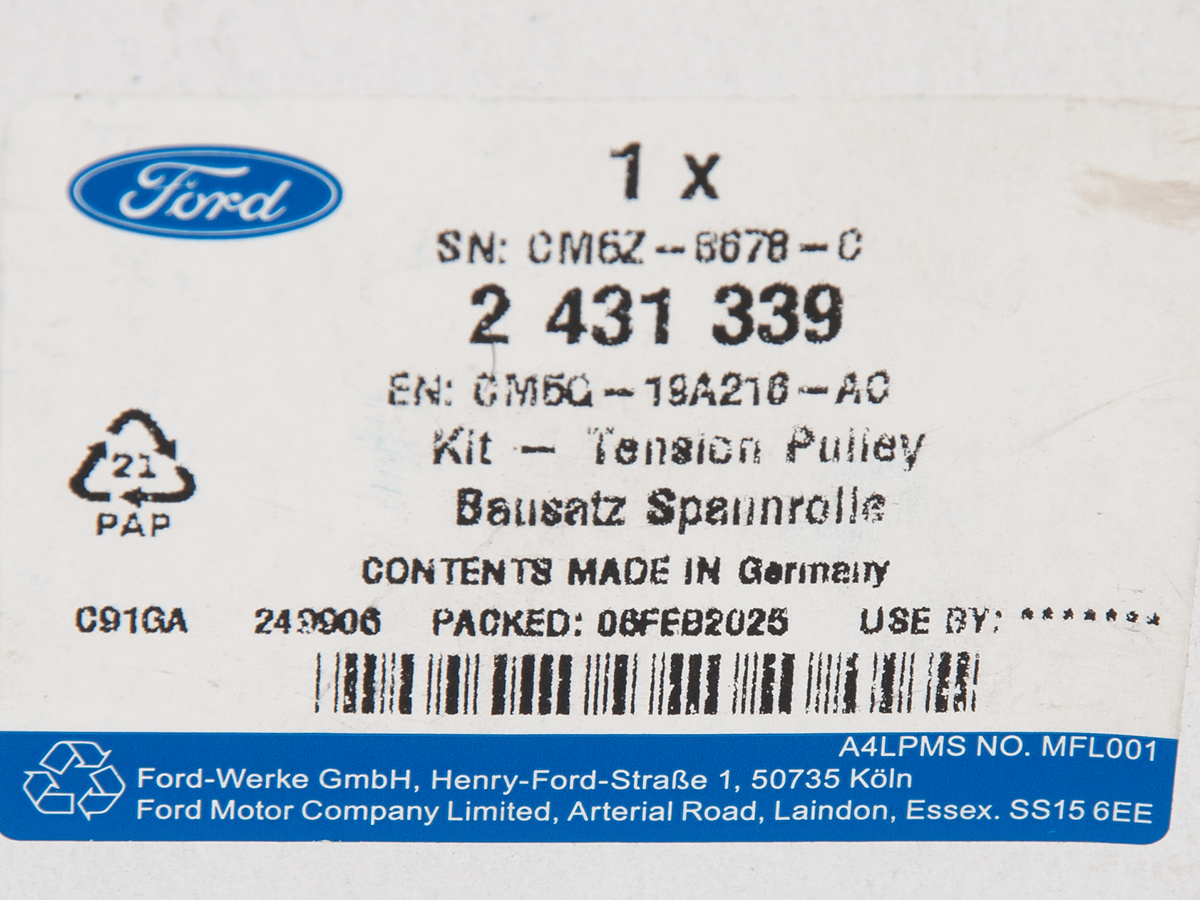 Ford
1 x
SN: CM5Z-8678-C
2 431 339
EN: CM5Q-19A216-AC
Kit - Tension Pulley
Bausatz Spannrolle
21
PAP
CONTENTS MADE IN Germany
C91GA 249906 PACKED: 06FEB2025 USE BY: *******
A4LPMS NO. MFL001
Ford-Werke GmbH, Henry-Ford-Straße 1, 50735 Köln
Ford Motor Company Limited, Arterial Road, Laindon, Essex. SS15 6EE